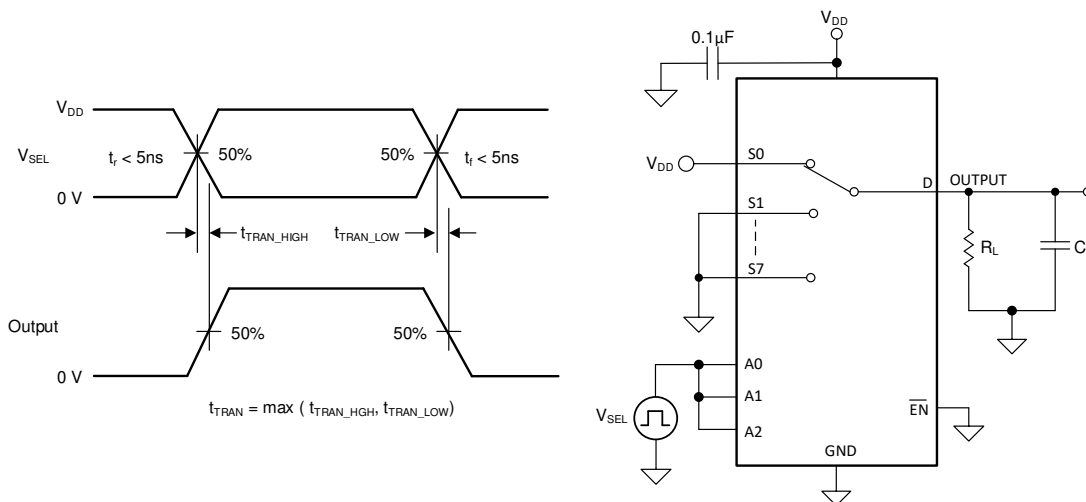 V_DD
V_SEL
t_r < 5ns
50%
50%
t_f < 5ns
0 V
t_TRAN_HIGH
t_TRAN_LOW
Output
50%
50%
0 V
t_TRAN = max ( t_TRAN_HGH, t_TRAN_LOW)
V_DD
0.1µF
V_DD
S0
D
OUTPUT
S1
S7
R_L
C
A0
A1
A2
V_SEL
EN
GND